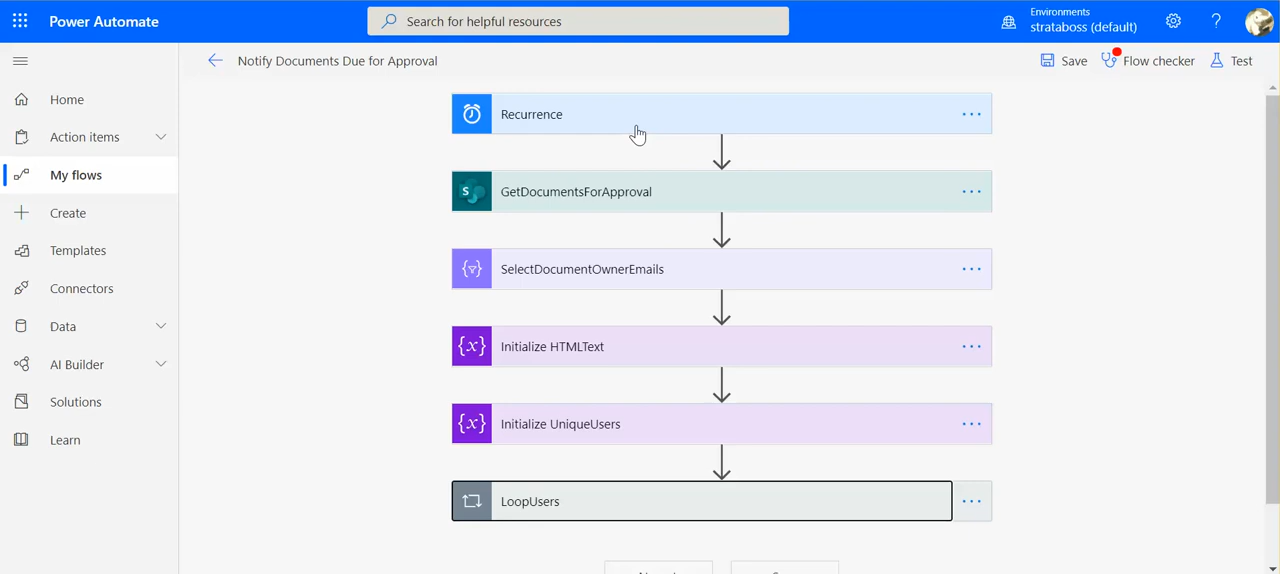 Power Automate
Search for helpful resources
Environments
strataboss (default)
?
Notify Documents Due for Approval
Save
Flow checker
Test
Home
Action items
My flows
Create
Templates
Connectors
Data
AI Builder
Solutions
Learn
Recurrence
GetDocumentsForApproval
SelectDocumentOwnerEmails
{x} Initialize HTMLText
{x} Initialize UniqueUsers
LoopUsers